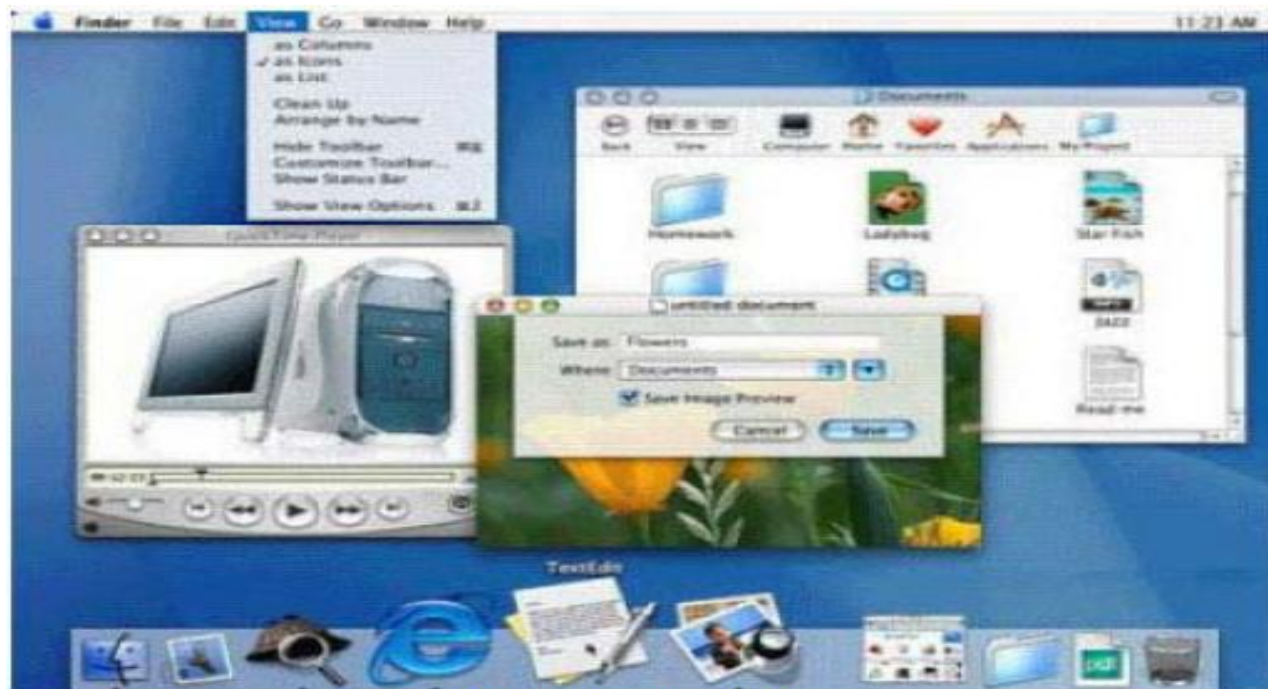 Finder File Edit View Go Window Help 11:23 AM
as Columns
✓ as Icons
as List
Clean Up
Arrange by Name
Hide Toolbar
Customize Toolbar...
Show Status Bar
Show View Options ⌘J
Documents
Back View Computer Home Favorites Applications My Project
Homework Ladybug Star Fish
JAZZ
Read me
QuickTime Player
untitled document
Save as: Flowers
Where: Documents
Save Image Preview
Cancel Save
TextEdit
pdf